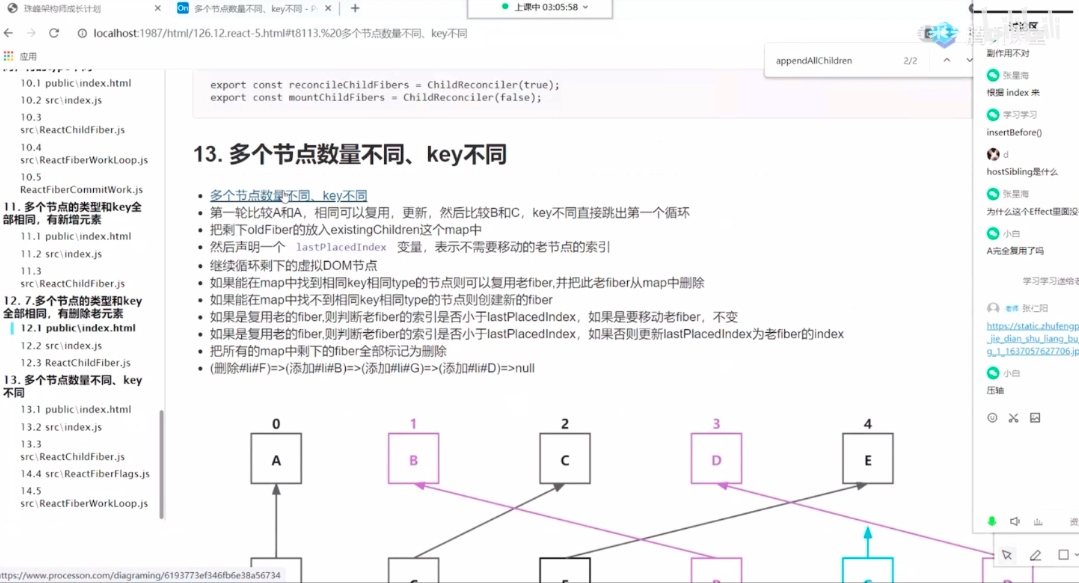 珠峰架构师成长计划
多个节点数量不同、key不同
上课中 03:05:58
localhost:1987/html/126.12.react-5.html#t8113.%20多个节点数量不同、key不同
应用
appendAllChildren 2/2
10.1 public\index.html
10.2 src\index.js
10.3
src\ReactChildFiber.js
10.4
src\ReactFiberWorkLoop.js
10.5
ReactFiberCommitWork.js
11. 多个节点的类型和key全
部相同，有新增元素
11.1 public\index.html
11.2 src\index.js
11.3
src\ReactChildFiber.js
12. 7.多个节点的类型和key
全部相同，有删除老元素
12.1 public\index.html
12.2 src\index.js
12.3 ReactChildFiber.js
13. 多个节点数量不同、key
不同
13.1 public\index.html
13.2 src\index.js
13.3
src\ReactChildFiber.js
14.4 src\ReactFiberFlags.js
14.5
src\ReactFiberWorkLoop.js
export const reconcileChildFibers = ChildReconciler(true);
export const mountChildFibers = ChildReconciler(false);
13. 多个节点数量不同、key不同
多个节点数量不同、key不同
第一轮比较A和A，相同可以复用，更新，然后比较B和C，key不同直接跳出第一个循环
把剩下oldFiber的放入existingChildren这个map中
然后声明一个 lastPlacedIndex 变量，表示不需要移动的老节点的索引
继续循环剩下的虚拟DOM节点
如果能在map中找到相同key相同type的节点则可以复用老fiber,并把此老fiber从map中删除
如果能在map中找不到相同key相同type的节点则创建新的fiber
如果是复用老的fiber,则判断老fiber的索引是否小于lastPlacedIndex，如果是要移动老fiber，不变
如果是复用老的fiber,则判断老fiber的索引是否小于lastPlacedIndex，如果否则更新lastPlacedIndex为老fiber的index
把所有的map中剩下的fiber全部标记为删除
(删除#li#F)=>(添加#li#B)=>(添加#li#G)=>(添加#li#D)=>null
0 1 2 3 4
A B C D E
副作用不对
张星海
根据 index 来
学习学习
insertBefore()
d
hostSibling是什么
张星海
为什么这个Effect里面没
小白
A完全复用了吗
学习学习送给老
老师 张仁阳
https://static.zhufengp
_jie_dian_shu_liang_bu_
g_1_1637057627706.jp
小白
压轴
https://www.processon.com/diagraming/6193773ef346fb6e38a56734